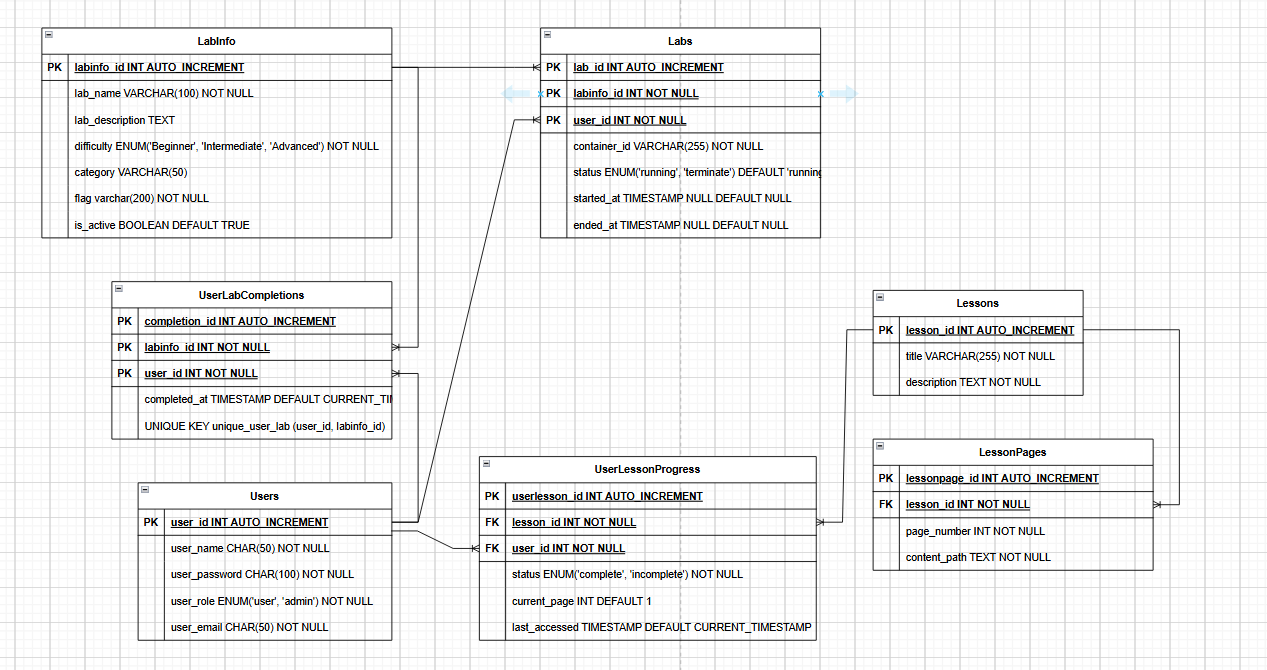 LabInfo
PK labinfo_id INT AUTO_INCREMENT
lab_name VARCHAR(100) NOT NULL
lab_description TEXT
difficulty ENUM('Beginner', 'Intermediate', 'Advanced') NOT NULL
category VARCHAR(50)
flag varchar(200) NOT NULL
is_active BOOLEAN DEFAULT TRUE
Labs
PK lab_id INT AUTO_INCREMENT
PK labinfo_id INT NOT NULL
PK user_id INT NOT NULL
container_id VARCHAR(255) NOT NULL
status ENUM('running', 'terminate') DEFAULT 'running
started_at TIMESTAMP NULL DEFAULT NULL
ended_at TIMESTAMP NULL DEFAULT NULL
UserLabCompletions
PK completion_id INT AUTO_INCREMENT
PK labinfo_id INT NOT NULL
PK user_id INT NOT NULL
completed_at TIMESTAMP DEFAULT CURRENT_TI
UNIQUE KEY unique_user_lab (user_id, labinfo_id)
Lessons
PK lesson_id INT AUTO_INCREMENT
title VARCHAR(255) NOT NULL
description TEXT NOT NULL
LessonPages
PK lessonpage_id INT AUTO_INCREMENT
FK lesson_id INT NOT NULL
page_number INT NOT NULL
content_path TEXT NOT NULL
Users
PK user_id INT AUTO_INCREMENT
user_name CHAR(50) NOT NULL
user_password CHAR(100) NOT NULL
user_role ENUM('user', 'admin') NOT NULL
user_email CHAR(50) NOT NULL
UserLessonProgress
PK userlesson_id INT AUTO_INCREMENT
FK lesson_id INT NOT NULL
FK user_id INT NOT NULL
status ENUM('complete', 'incomplete') NOT NULL
current_page INT DEFAULT 1
last_accessed TIMESTAMP DEFAULT CURRENT_TIMESTAMP